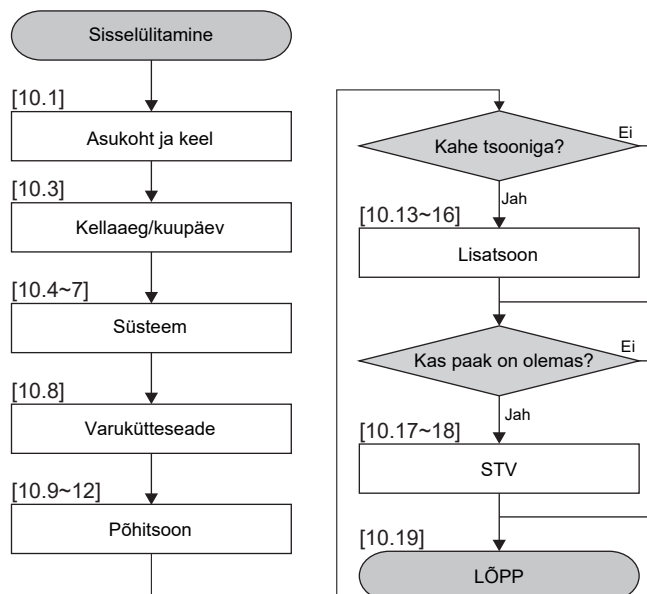 Sisselülitamine
[10.1]
Asukoht ja keel
[10.3]
Kellaaeg/kuupäev
[10.4~7]
Süsteem
[10.8]
Varukütteseade
[10.9~12]
Põhitsoon
Kahe tsooniga?
Ei
Jah
[10.13~16]
Lisatsoon
Kas paak on olemas?
Ei
Jah
[10.17~18]
STV
[10.19]
LÕPP